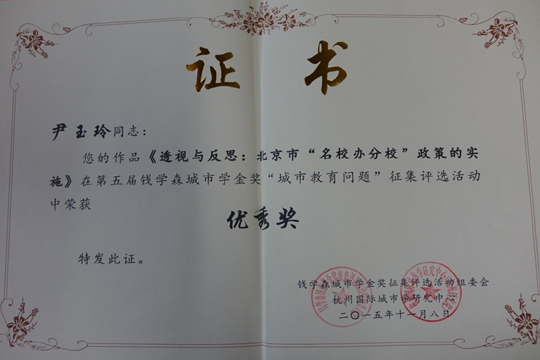 证书
尹玉玲同志：
您的作品《透视与反思：北京市“名校办分校”政策的实
施》在第五届钱学森城市学金奖“城市教育问题”征集评选活动
中荣获
优秀奖
特发此证。
钱学森城市学金奖征集评选活动组委会
杭州国际城市学研究中心
二〇一五年十一月八日